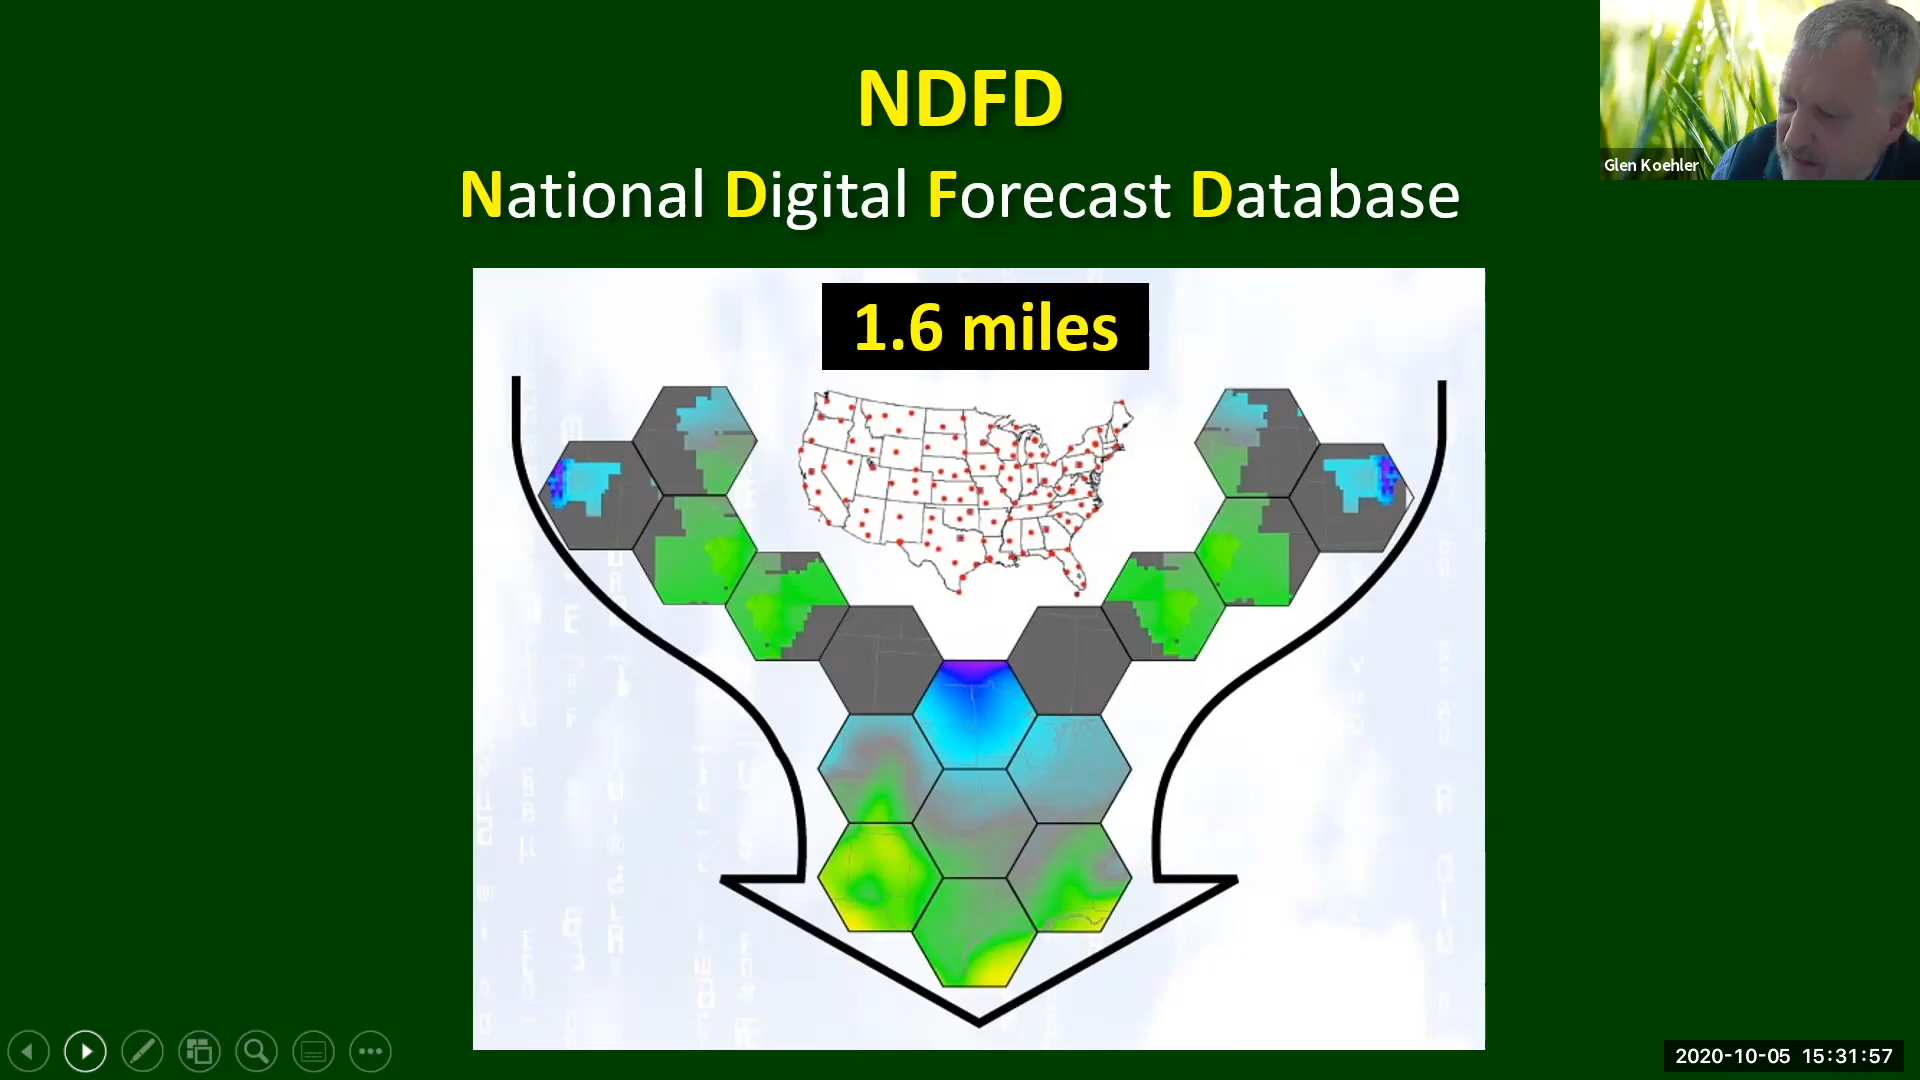 NDFD
National Digital Forecast Database
Glen Koehler
1.6 miles
2020-10-05 15:31:57